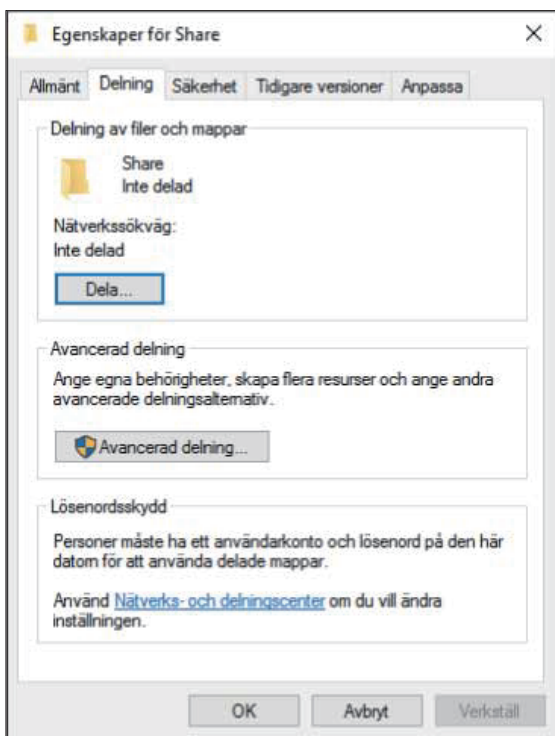 Egenskaper för Share
Allmänt Delning Säkerhet Tidigare versioner Anpassa
Delning av filer och mappar
Share
Inte delad
Nätverkssökväg:
Inte delad
Dela...
Avancerad delning
Ange egna behörigheter, skapa flera resurser och ange andra
avancerade delningsalternativ.
Avancerad delning...
Lösenordsskydd
Personer måste ha ett användarkonto och lösenord på den här
datorn för att använda delade mappar.
Använd Nätverks- och delningscenter om du vill ändra
inställningen.
OK Avbryt Verkställ